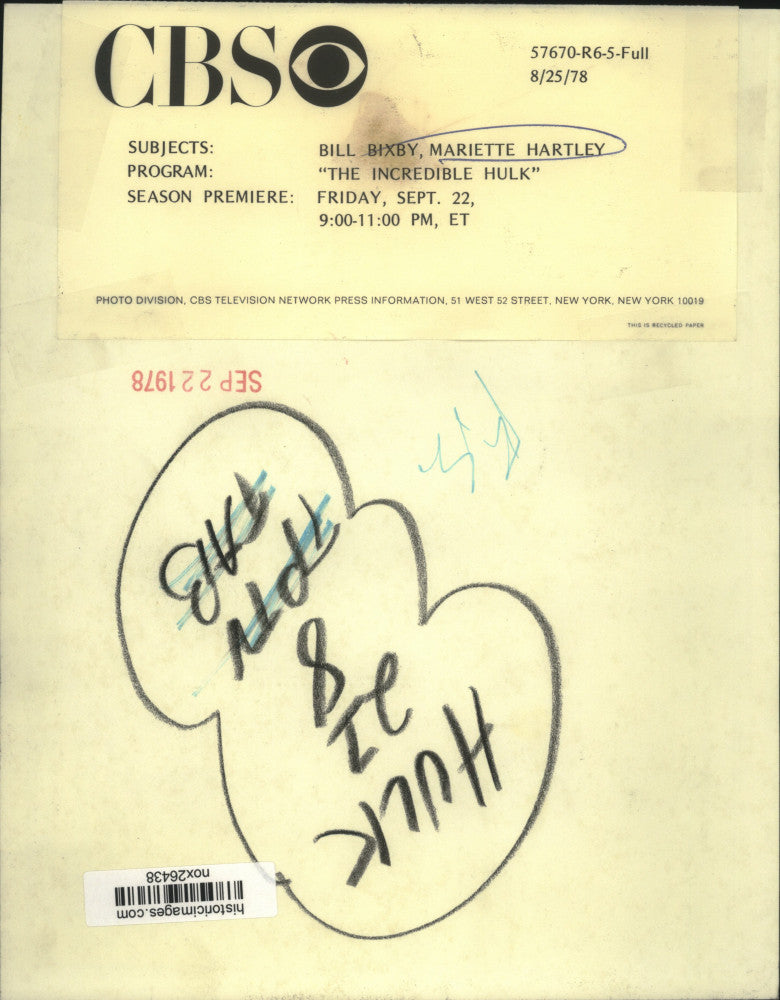 CBS
57670-R6-5-Full
8/25/78
SUBJECTS: BILL BIXBY, MARIETTE HARTLEY
PROGRAM: "THE INCREDIBLE HULK"
SEASON PREMIERE: FRIDAY, SEPT. 22,
9:00-11:00 PM, ET
PHOTO DIVISION, CBS TELEVISION NETWORK PRESS INFORMATION, 51 WEST 52 STREET, NEW YORK, NEW YORK 10019
THIS IS RECYCLED PAPER
SEP 22 1978
HULK
8
historicimages.com
nox26438